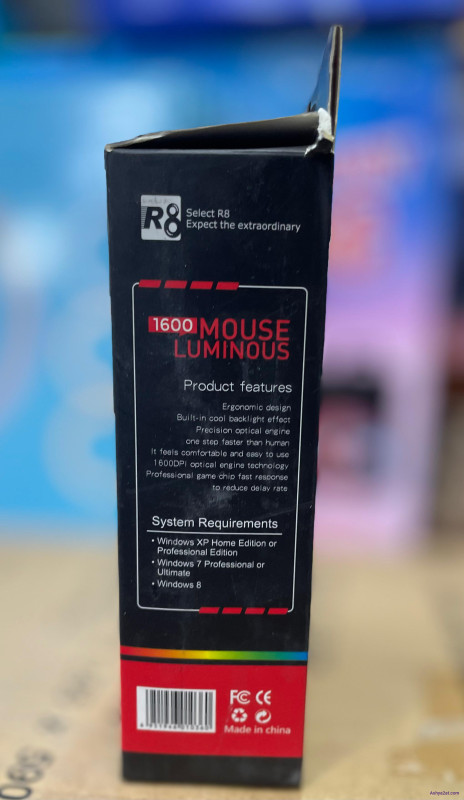 R8
Select R8
Expect the extraordinary
1600 MOUSE
LUMINOUS
Product features
Ergonomic design
Built-in cool backlight effect
Precision optical engine
one step faster than human
It feels comfortable and easy to use
1600DPI optical engine technology
Professional game chip fast response
to reduce delay rate
System Requirements
• Windows XP Home Edition or
Professional Edition
• Windows 7 Professional or
Ultimate
• Windows 8
FC CE
Made in china